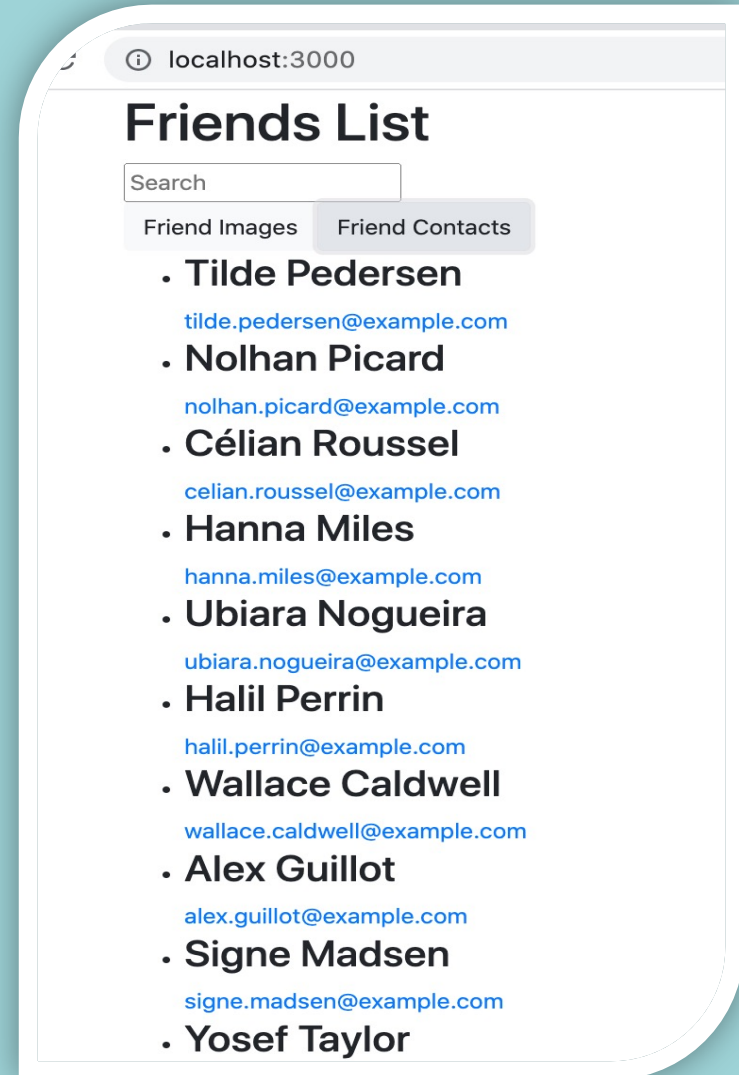 localhost:3000
Friends List
Search
Friend Images Friend Contacts
Tilde Pedersen
tilde.pedersen@example.com
Nolhan Picard
nolhan.picard@example.com
Célian Roussel
celian.roussel@example.com
Hanna Miles
hanna.miles@example.com
Ubiara Nogueira
ubiara.nogueira@example.com
Halil Perrin
halil.perrin@example.com
Wallace Caldwell
wallace.caldwell@example.com
Alex Guillot
alex.guillot@example.com
Signe Madsen
signe.madsen@example.com
Yosef Taylor